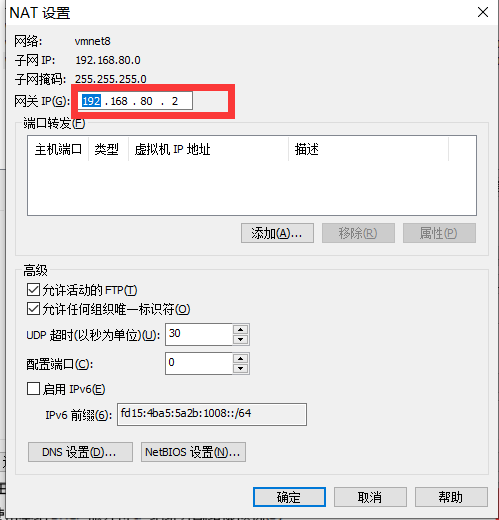 NAT 设置
网络: vmnet8
子网 IP: 192.168.80.0
子网掩码: 255.255.255.0
网关 IP(G): 192 . 168 . 80 . 2
端口转发(F)
主机端口 类型 虚拟机 IP 地址 描述
添加(A)... 移除(R) 属性(P)
高级
允许活动的 FTP(T)
允许任何组织唯一标识符(O)
UDP 超时(以秒为单位)(U): 30
配置端口(C): 0
启用 IPv6(E)
IPv6 前缀(6): fd15:4ba5:5a2b:1008::/64
DNS 设置(D)... NetBIOS 设置(N)...
确定 取消 帮助